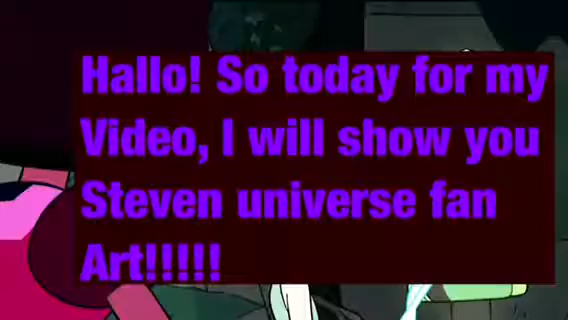 Hallo! So today for my
Video, I will show you
Steven universe fan
Art!!!!!